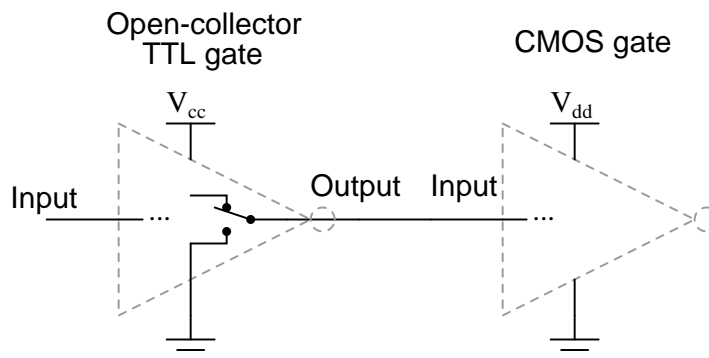 Open-collector
TTL gate
CMOS gate
Vcc
Vdd
Input
...
Output
Input
...